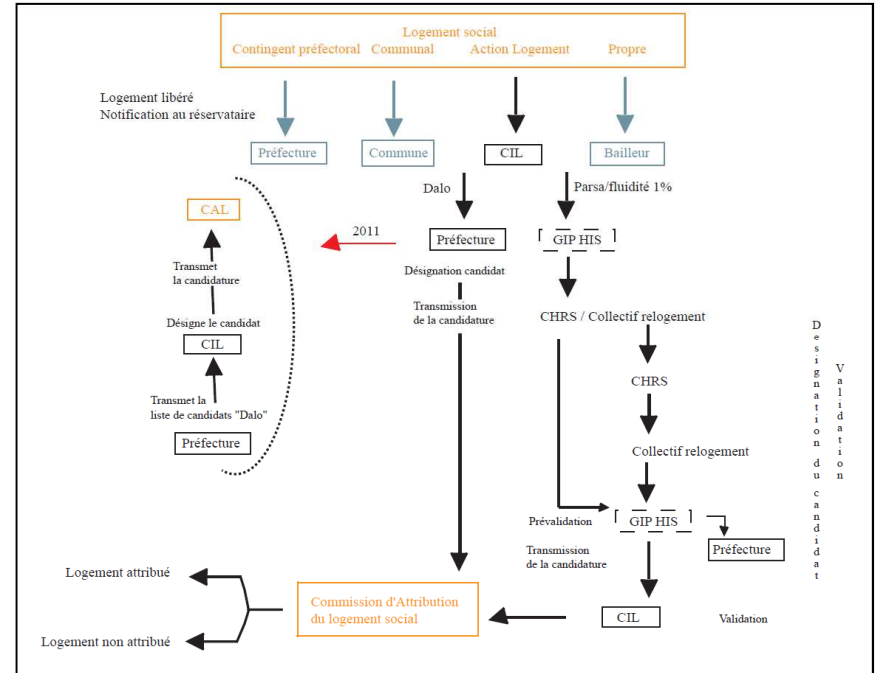 Logement social
Contingent préfectoral Communal Action Logement Propre
Logement libéré
Notification au réservataire
Préfecture Commune CIL Bailleur
Dalo Parsa/fluidité 1%
CAL
2011
Préfecture
GIP HIS
Transmet
la candidature
Désignation candidat
Transmission
de la candidature
Désigne le candidat
CIL
CHRS / Collectif relogement
CHRS
Transmet la
liste de candidats "Dalo"
Préfecture
Collectif relogement
Prévalidation
GIP HIS
Préfecture
Transmission
de la candidature
Designation du candidat
Validation
Logement attribué
Commission d'Attribution
du logement social
CIL
Validation
Logement non attribué